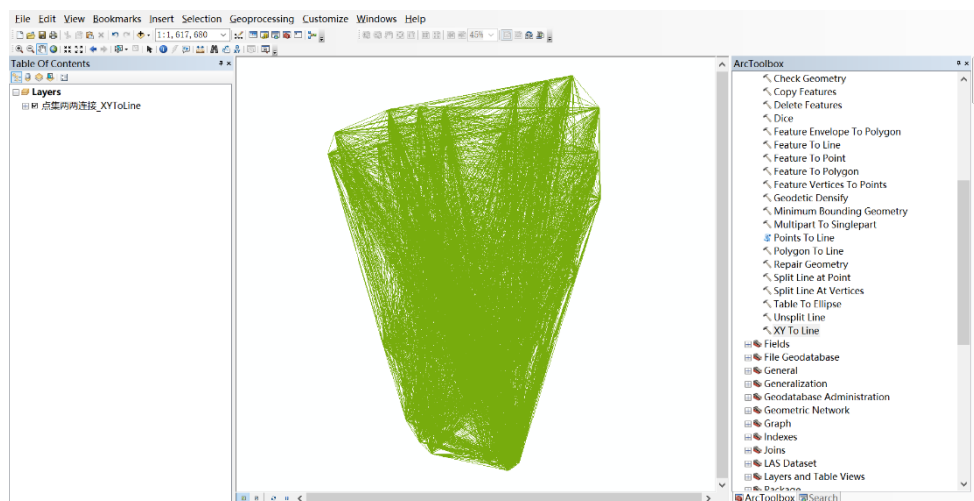 File Edit View Bookmarks Insert Selection Geoprocessing Customize Windows Help
1:1,617,680
45%
Table Of Contents
Layers
点集两两连接_XYToLine
ArcToolbox
Check Geometry
Copy Features
Delete Features
Dice
Feature Envelope To Polygon
Feature To Line
Feature To Point
Feature To Polygon
Feature Vertices To Points
Geodetic Densify
Minimum Bounding Geometry
Multipart To Singlepart
Points To Line
Polygon To Line
Repair Geometry
Split Line at Point
Split Line At Vertices
Table To Ellipse
Unsplit Line
XY To Line
Fields
File Geodatabase
General
Generalization
Geodatabase Administration
Geometric Network
Graph
Indexes
Joins
LAS Dataset
Layers and Table Views
Package
ArcToolbox Search